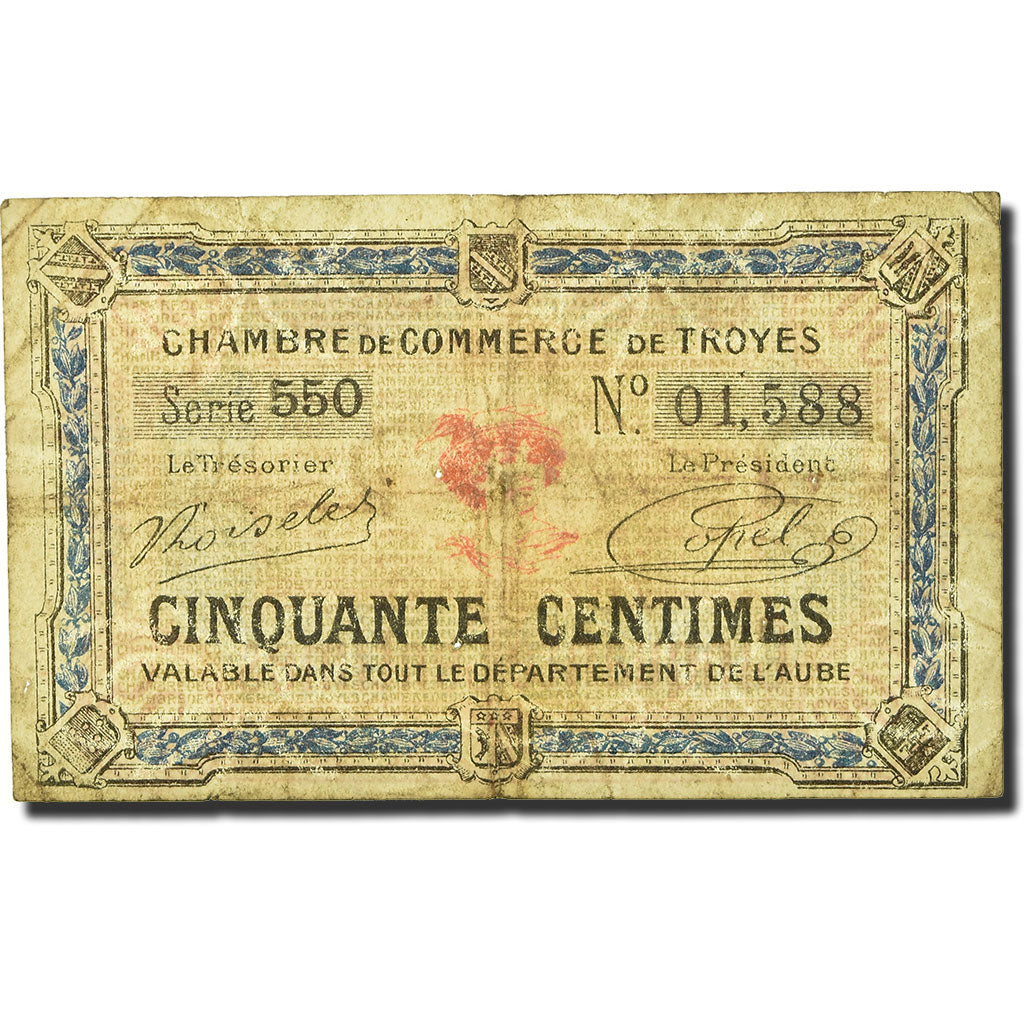 CHAMBRE DE COMMERCE DE TROYES
Serie 550 Nº. 01,588
Le Trésorier Le Président
CINQUANTE CENTIMES
VALABLE DANS TOUT LE DÉPARTEMENT DE L'AUBE